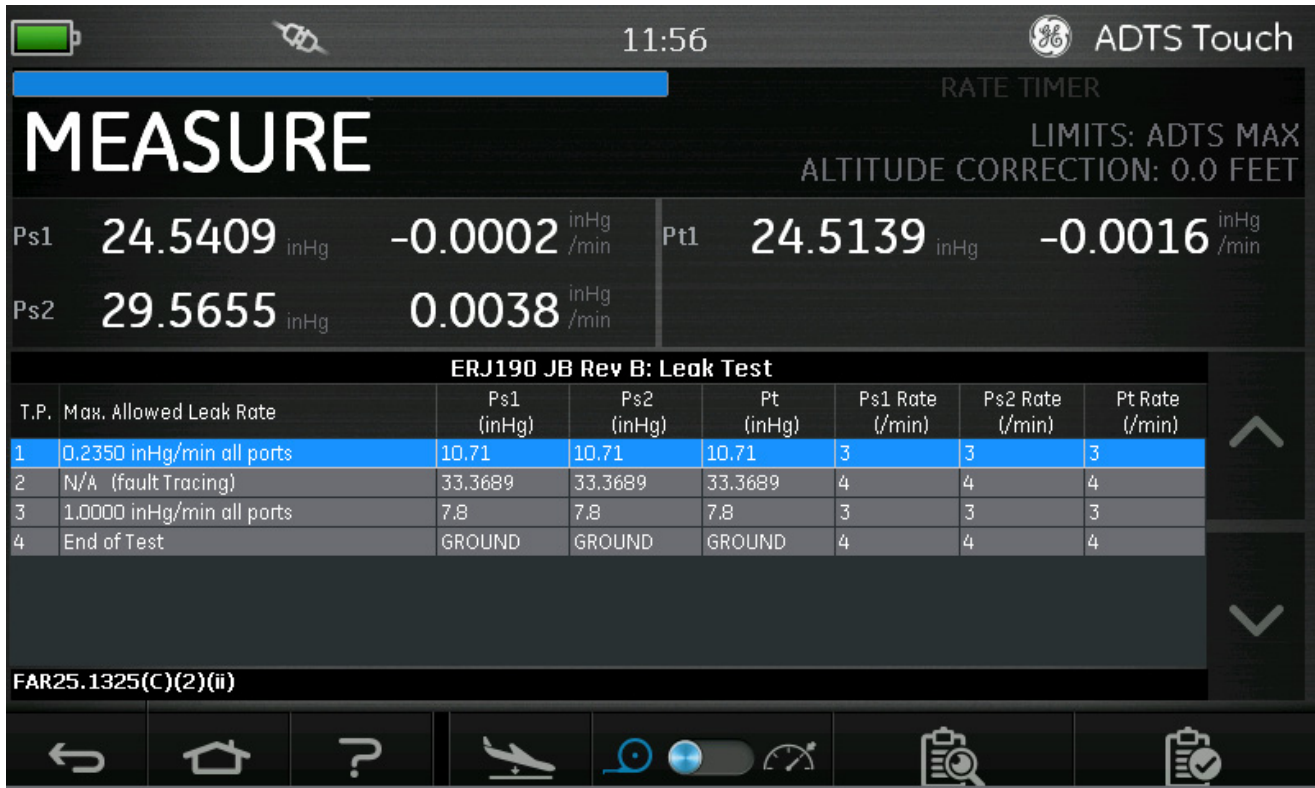 11:56
ADTS Touch
RATE TIMER
MEASURE
LIMITS: ADTS MAX
ALTITUDE CORRECTION: 0.0 FEET
Ps1 24.5409 inHg -0.0002 inHg/min Pt1 24.5139 inHg -0.0016 inHg/min
Ps2 29.5655 inHg 0.0038 inHg/min
ERJ190 JB Rev B: Leak Test
T.P. Max. Allowed Leak Rate Ps1 (inHg) Ps2 (inHg) Pt (inHg) Ps1 Rate (/min) Ps2 Rate (/min) Pt Rate (/min)
1 0.2350 inHg/min all ports 10.71 10.71 10.71 3 3 3
2 N/A (fault Tracing) 33.3689 33.3689 33.3689 4 4 4
3 1.0000 inHg/min all ports 7.8 7.8 7.8 3 3 3
4 End of Test GROUND GROUND GROUND 4 4 4
FAR25.1325(C)(2)(ii)
?